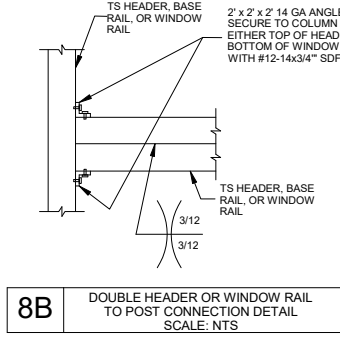 TS HEADER, BASE
RAIL, OR WINDOW
RAIL
2' x 2' x 2' 14 GA ANGLE
SECURE TO COLUMN
EITHER TOP OF HEAD
BOTTOM OF WINDOW
WITH #12-14x3/4'" SDF
TS HEADER, BASE
RAIL, OR WINDOW
RAIL
3/12
3/12
8B
DOUBLE HEADER OR WINDOW RAIL
TO POST CONNECTION DETAIL
SCALE: NTS